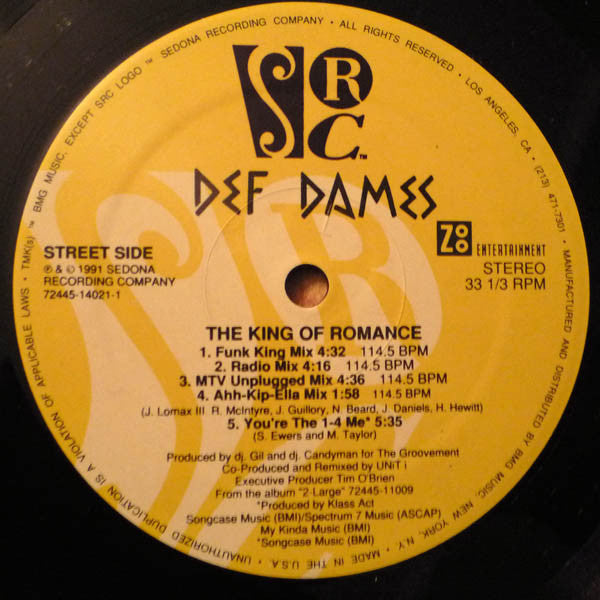 SRC™
DEF DAMES
STREET SIDE
℗ & © 1991 SEDONA
RECORDING COMPANY
72445-14021-1
ZOO ENTERTAINMENT
STEREO
33 1/3 RPM
THE KING OF ROMANCE
1. Funk King Mix 4:32 114.5 BPM
2. Radio Mix 4:16 114.5 BPM
3. MTV Unplugged Mix 4:36 114.5 BPM
4. Ahh-Kip-Ella Mix 1:58 114.5 BPM
(J. Lomax III R. McIntyre, J. Guillory, N. Beard, J. Daniels, H. Hewitt)
5. You're The 1-4 Me* 5:35
(S. Ewers and M. Taylor)
Produced by dj. Gil and dj. Candyman for The Groovement
Co-Produced and Remixed by UNiT i
Executive Producer Tim O'Brien
From the album "2-Large" 72445-11009
*Produced by Klass Act
Songcase Music (BMI)/Spectrum 7 Music (ASCAP)
My Kinda Music (BMI)
*Songcase Music (BMI)
UNAUTHORIZED DUPLICATION IS A VIOLATION OF APPLICABLE LAWS • TMK(s) ™ BMG MUSIC, EXCEPT SRC LOGO ™ SEDONA RECORDING COMPANY • ALL RIGHTS RESERVED • LOS ANGELES, CA • (213) 471-7301 • MANUFACTURED AND DISTRIBUTED BY BMG MUSIC, NEW YORK, N.Y. • MADE IN THE U.S.A. •